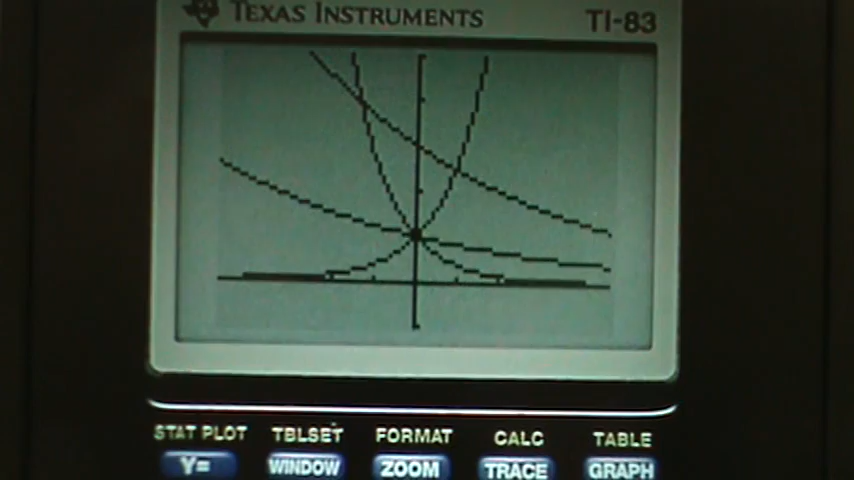 TEXAS INSTRUMENTS TI-83
STAT PLOT TBLSET FORMAT CALC TABLE
Y= WINDOW ZOOM TRACE GRAPH